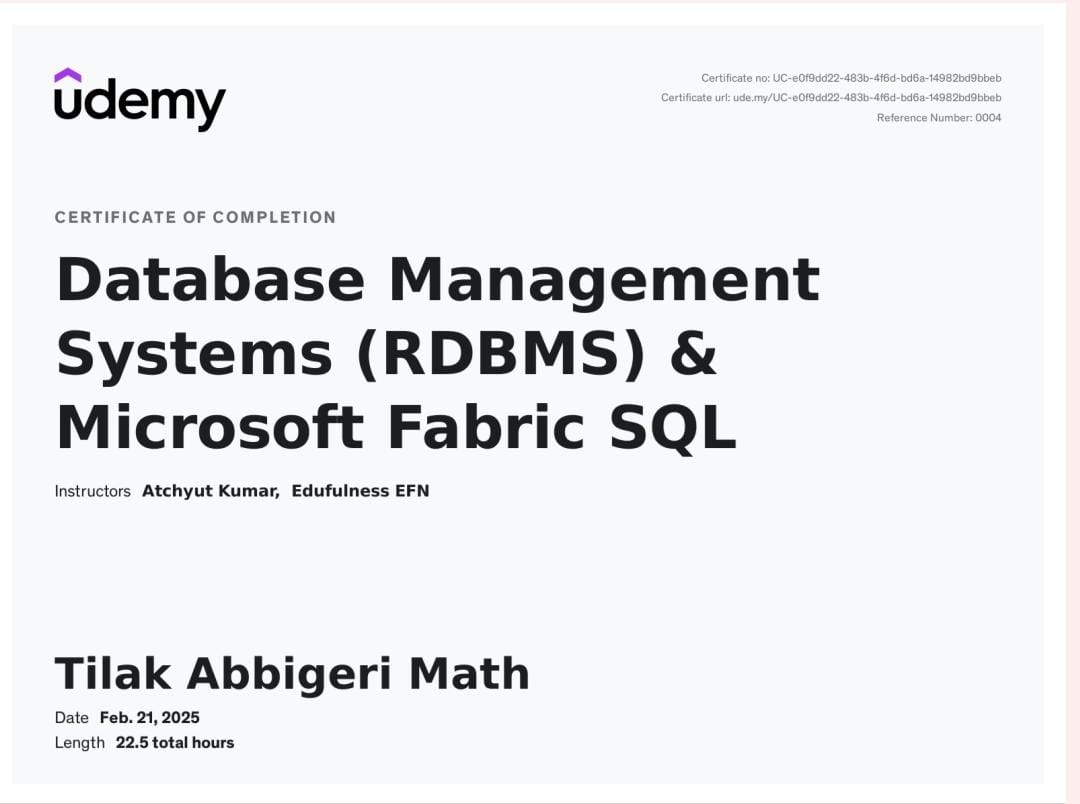 udemy
Certificate no: UC-e0f9dd22-483b-4f6d-bd6a-14982bd9bbeb
Certificate url: ude.my/UC-e0f9dd22-483b-4f6d-bd6a-14982bd9bbeb
Reference Number: 0004
CERTIFICATE OF COMPLETION
Database Management
Systems (RDBMS) &
Microsoft Fabric SQL
Instructors Atchyut Kumar, Edufulness EFN
Tilak Abbigeri Math
Date Feb. 21, 2025
Length 22.5 total hours